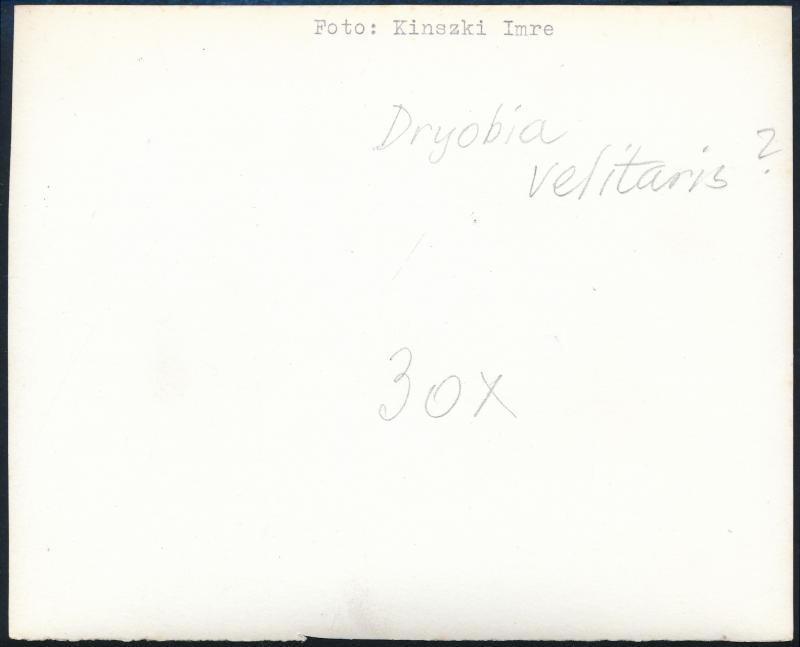 Foto: Kinszki Imre
Dryobia
velitaris ?
30x